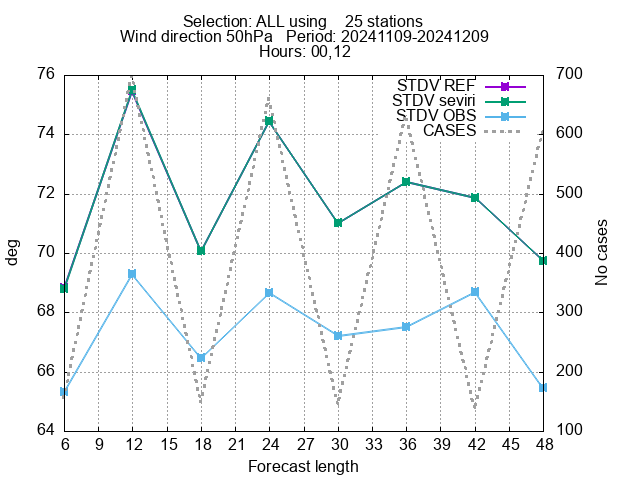 Selection: ALL using    25 stations
Wind direction 50hPa   Period: 20241109-20241209
Hours: 00,12
76
74
72
70
68
66
64
700
600
500
400
300
200
100
STDV REF
STDV seviri
STDV OBS
CASES
deg
No cases
6 9 12 15 18 21 24 27 30 33 36 39 42 45 48
Forecast length